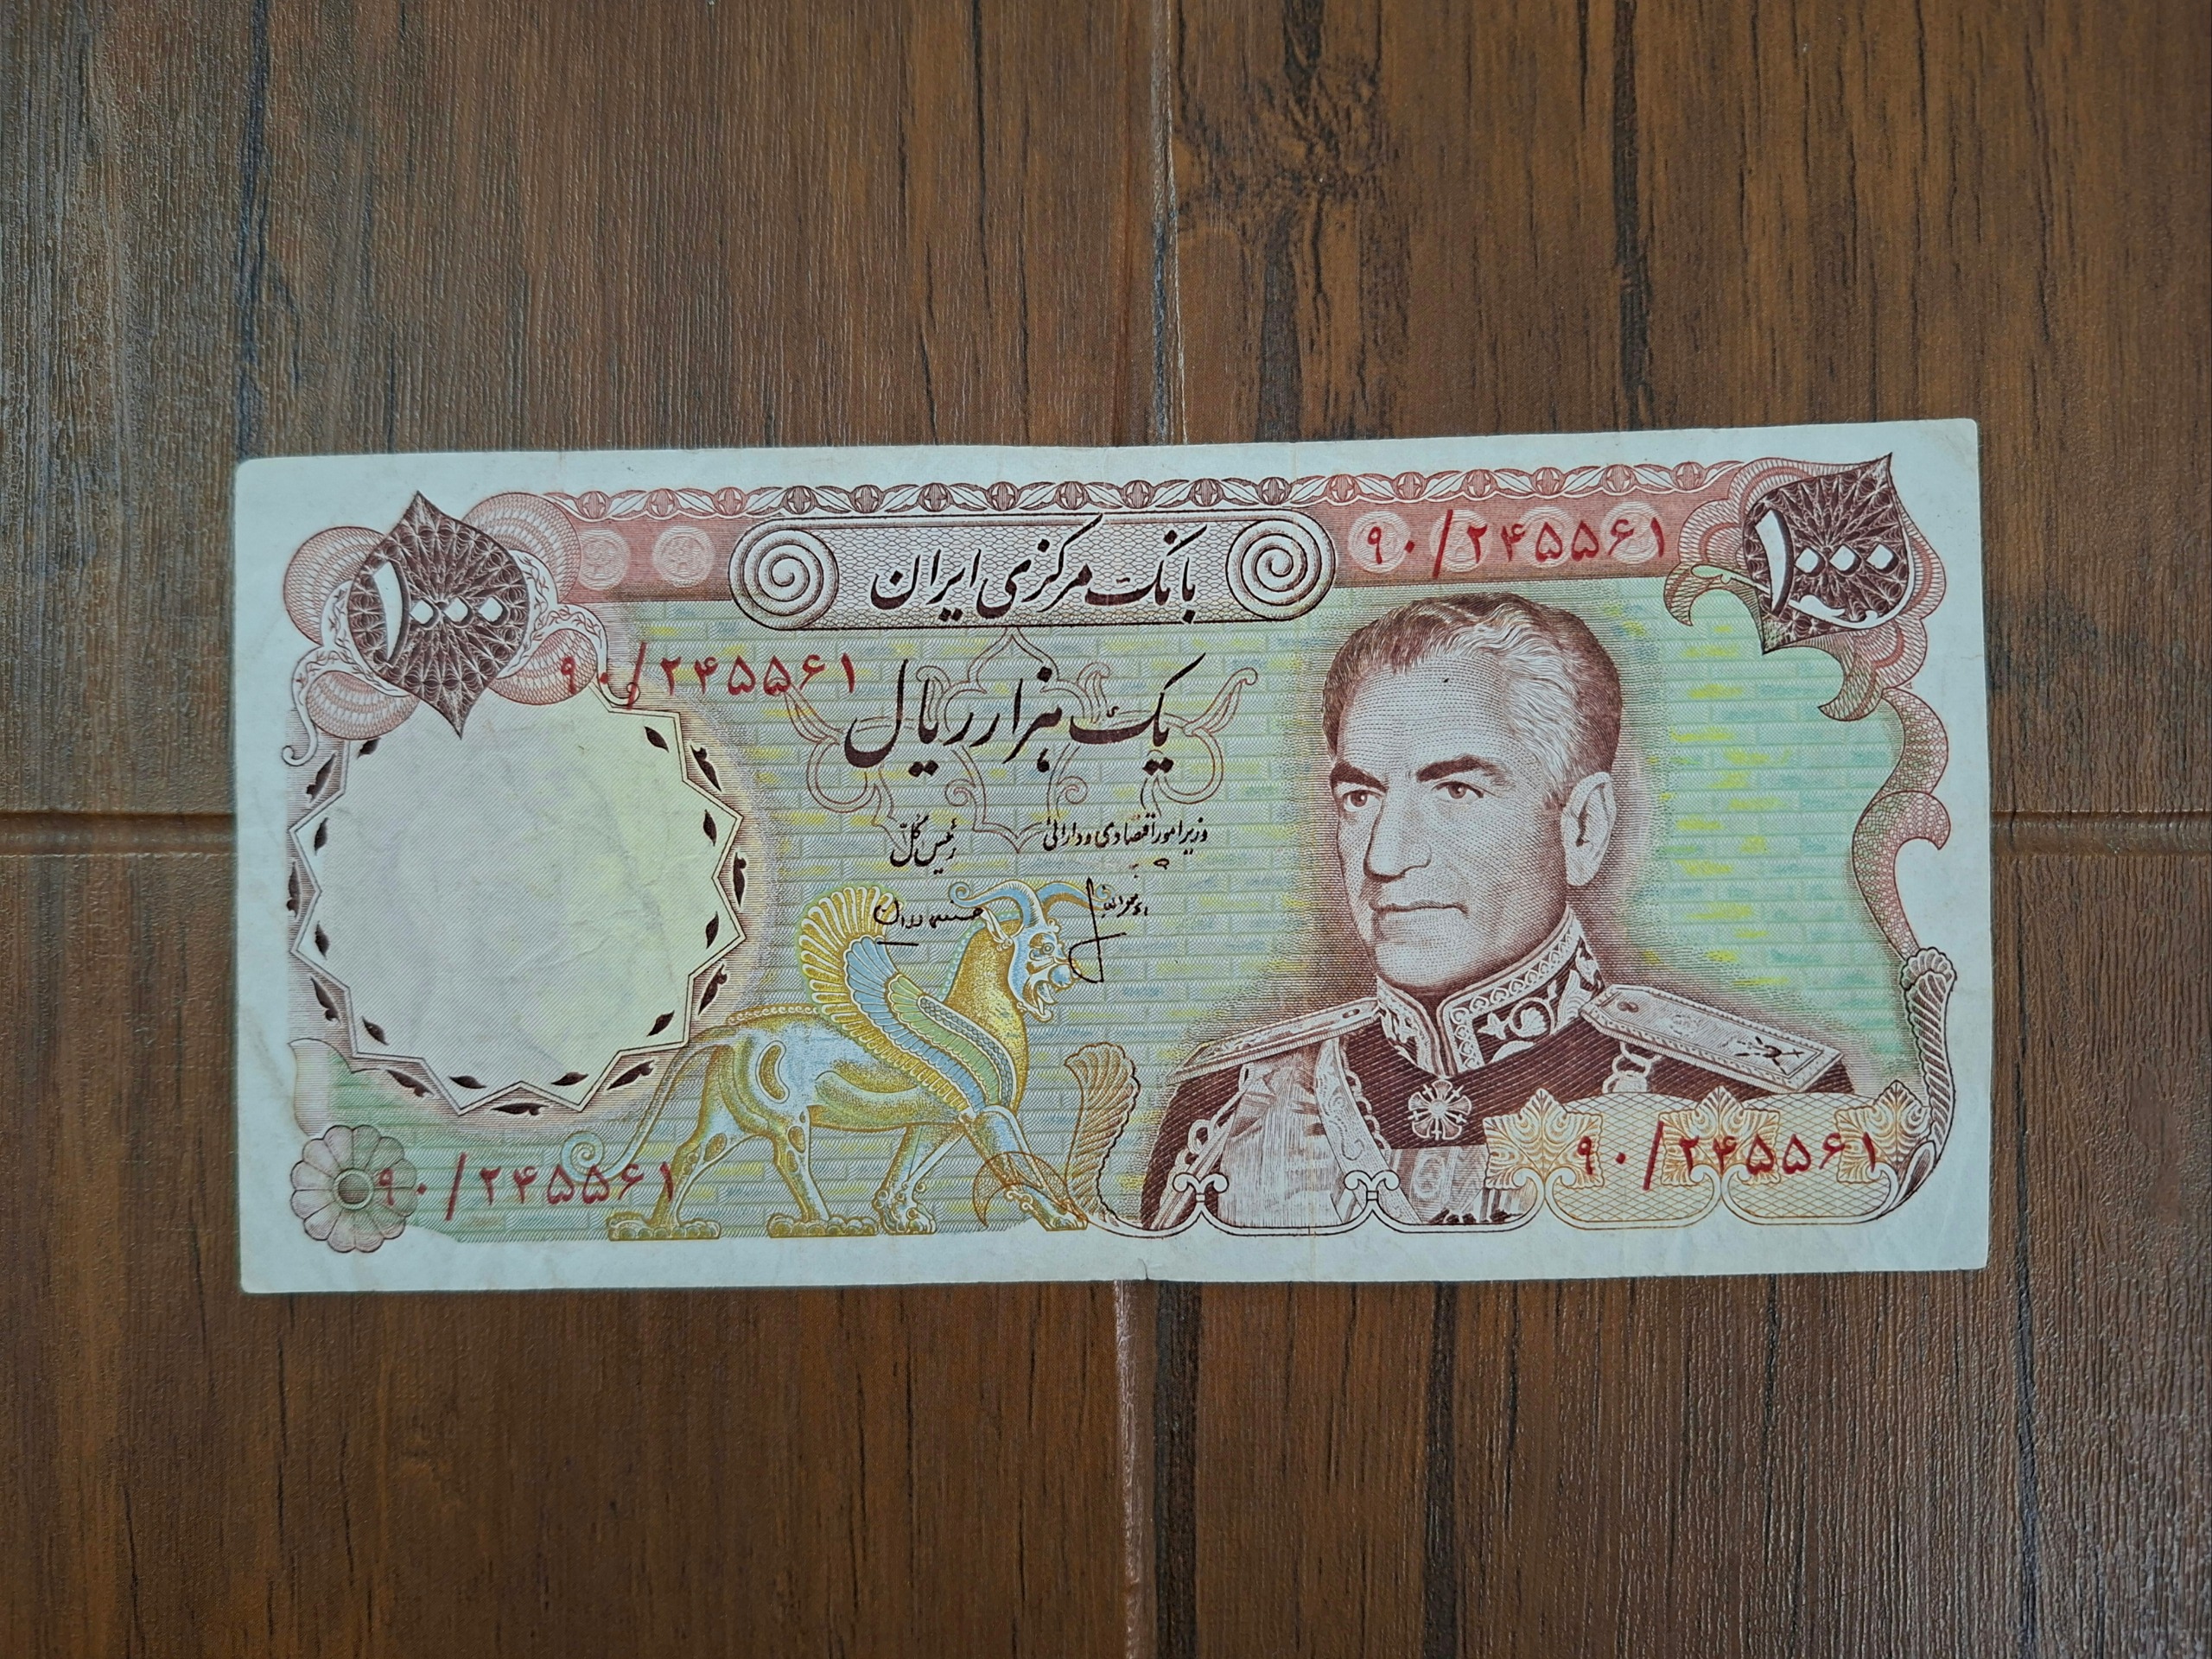 بانک مرکزی ایران
۹۰/۲۴۵۵۶۱
۱۰۰۰
۱۰۰۰
۹۰/۲۴۵۵۶۱
یک هزار ریال
وزیر امور اقتصادی و دارائی
رئیس کل
۹۰/۲۴۵۵۶۱
۹۰/۲۴۵۵۶۱